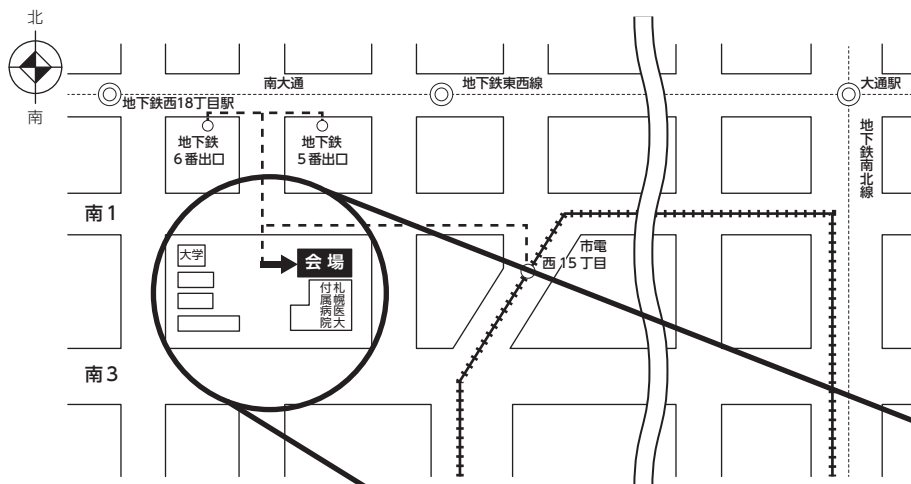 北
南
南大通
地下鉄東西線
大通駅
地下鉄西18丁目駅
地下鉄
6番出口
地下鉄
5番出口
地下鉄南北線
南1
大学
会場
札幌医大
付属病院
市電
西15丁目
南3